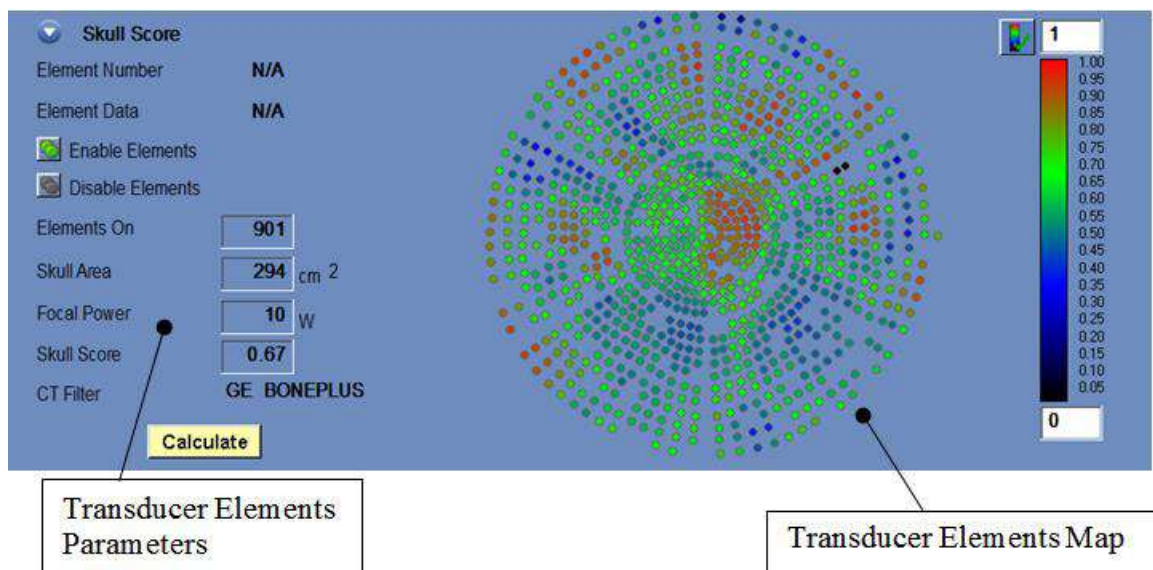 Skull Score
Element Number N/A
Element Data N/A
Enable Elements
Disable Elements
Elements On 901
Skull Area 294 cm 2
Focal Power 10 W
Skull Score 0.67
CT Filter GE BONEPLUS
Calculate
1
1.00
0.95
0.90
0.85
0.80
0.75
0.70
0.65
0.60
0.55
0.50
0.45
0.40
0.35
0.30
0.25
0.20
0.15
0.10
0.05
0
Transducer Elements
Parameters
Transducer Elements Map